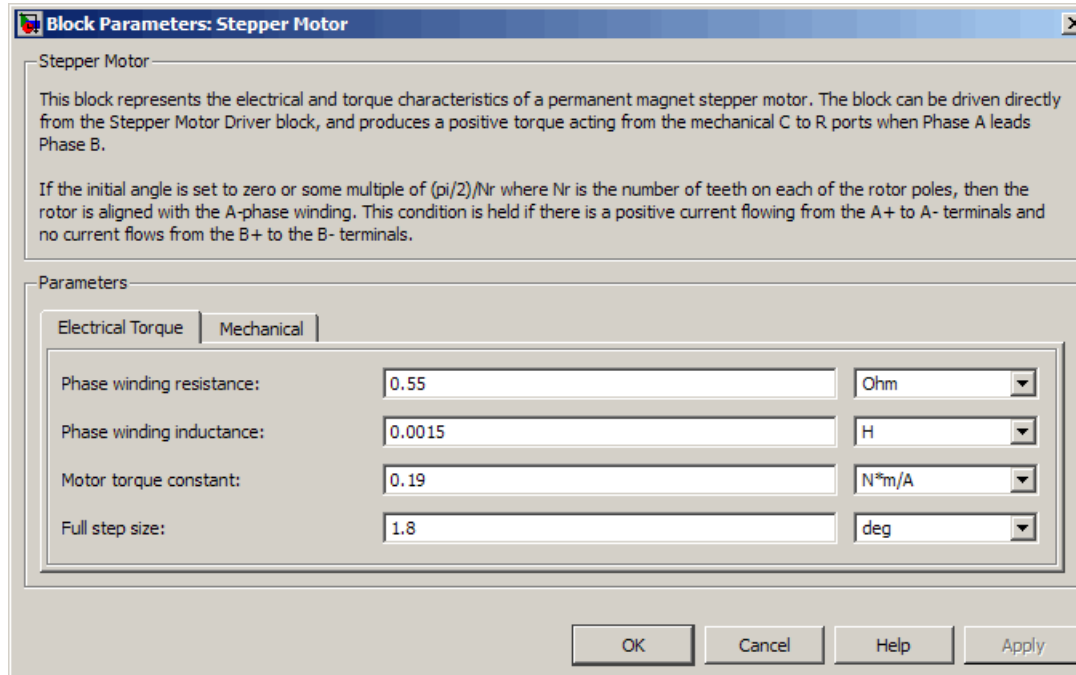 Block Parameters: Stepper Motor
Stepper Motor
This block represents the electrical and torque characteristics of a permanent magnet stepper motor. The block can be driven directly
from the Stepper Motor Driver block, and produces a positive torque acting from the mechanical C to R ports when Phase A leads
Phase B.
If the initial angle is set to zero or some multiple of (pi/2)/Nr where Nr is the number of teeth on each of the rotor poles, then the
rotor is aligned with the A-phase winding. This condition is held if there is a positive current flowing from the A+ to A- terminals and
no current flows from the B+ to the B- terminals.
Parameters
Electrical Torque Mechanical
Phase winding resistance: 0.55 Ohm
Phase winding inductance: 0.0015 H
Motor torque constant: 0.19 N*m/A
Full step size: 1.8 deg
OK Cancel Help Apply